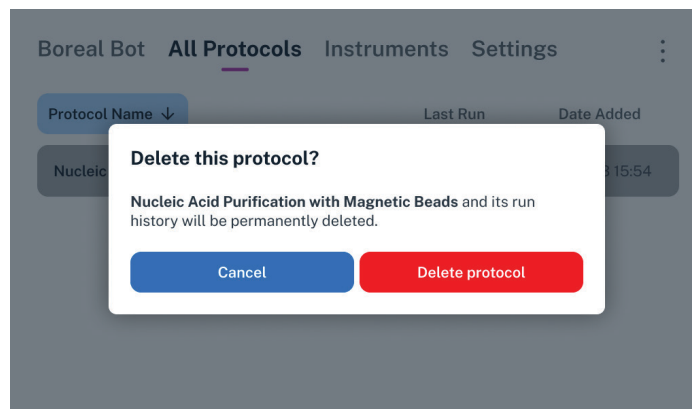 Boreal Bot All Protocols Instruments Settings
Protocol Name ↓ Last Run Date Added
Delete this protocol?
Nucleic 15:54
Nucleic Acid Purification with Magnetic Beads and its run
history will be permanently deleted.
Cancel Delete protocol